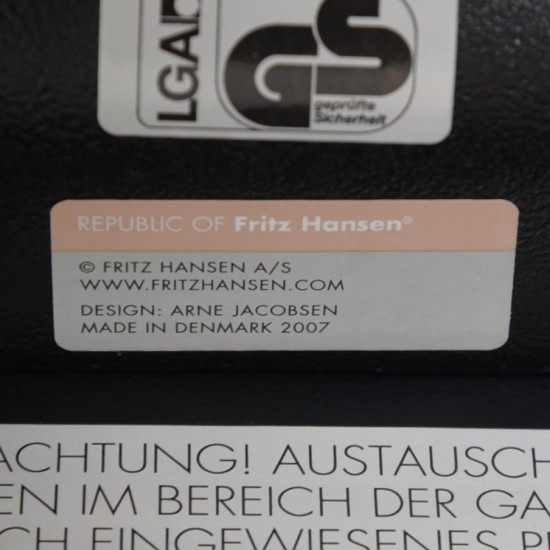 LGA
geprüfte
Sicherheit
REPUBLIC OF Fritz Hansen®
© FRITZ HANSEN A/S
WWW.FRITZHANSEN.COM
DESIGN: ARNE JACOBSEN
MADE IN DENMARK 2007
ACHTUNG! AUSTAUSCH
EN IM BEREICH DER GA
CH EINGEWIESENES